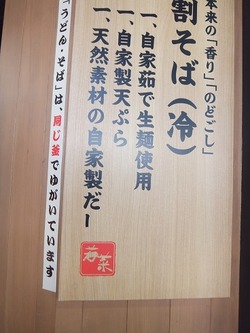 本来の「香り」「のどごし」
割そば(冷)
一、自家茹で生麺使用
一、自家製天ぷら
一、天然素材の自家製だー
若菜
「うどん・そば」は、同じ釜でゆがいています